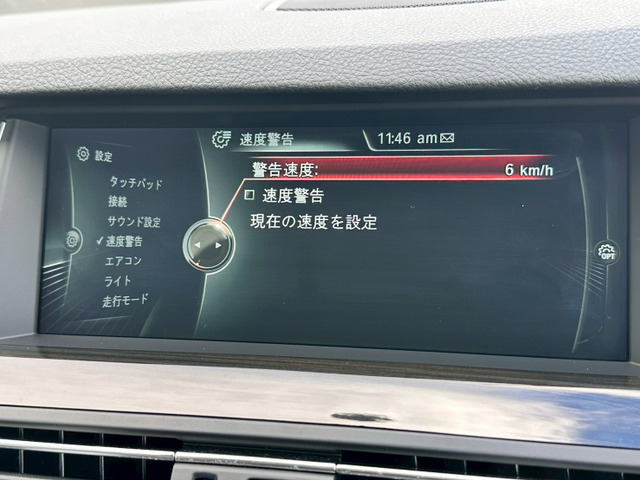 速度警告
11:46 am
設定
タッチパッド
接続
サウンド設定
✓速度警告
エアコン
ライト
走行モード
警告速度: 6 km/h
速度警告
現在の速度を設定
OPT